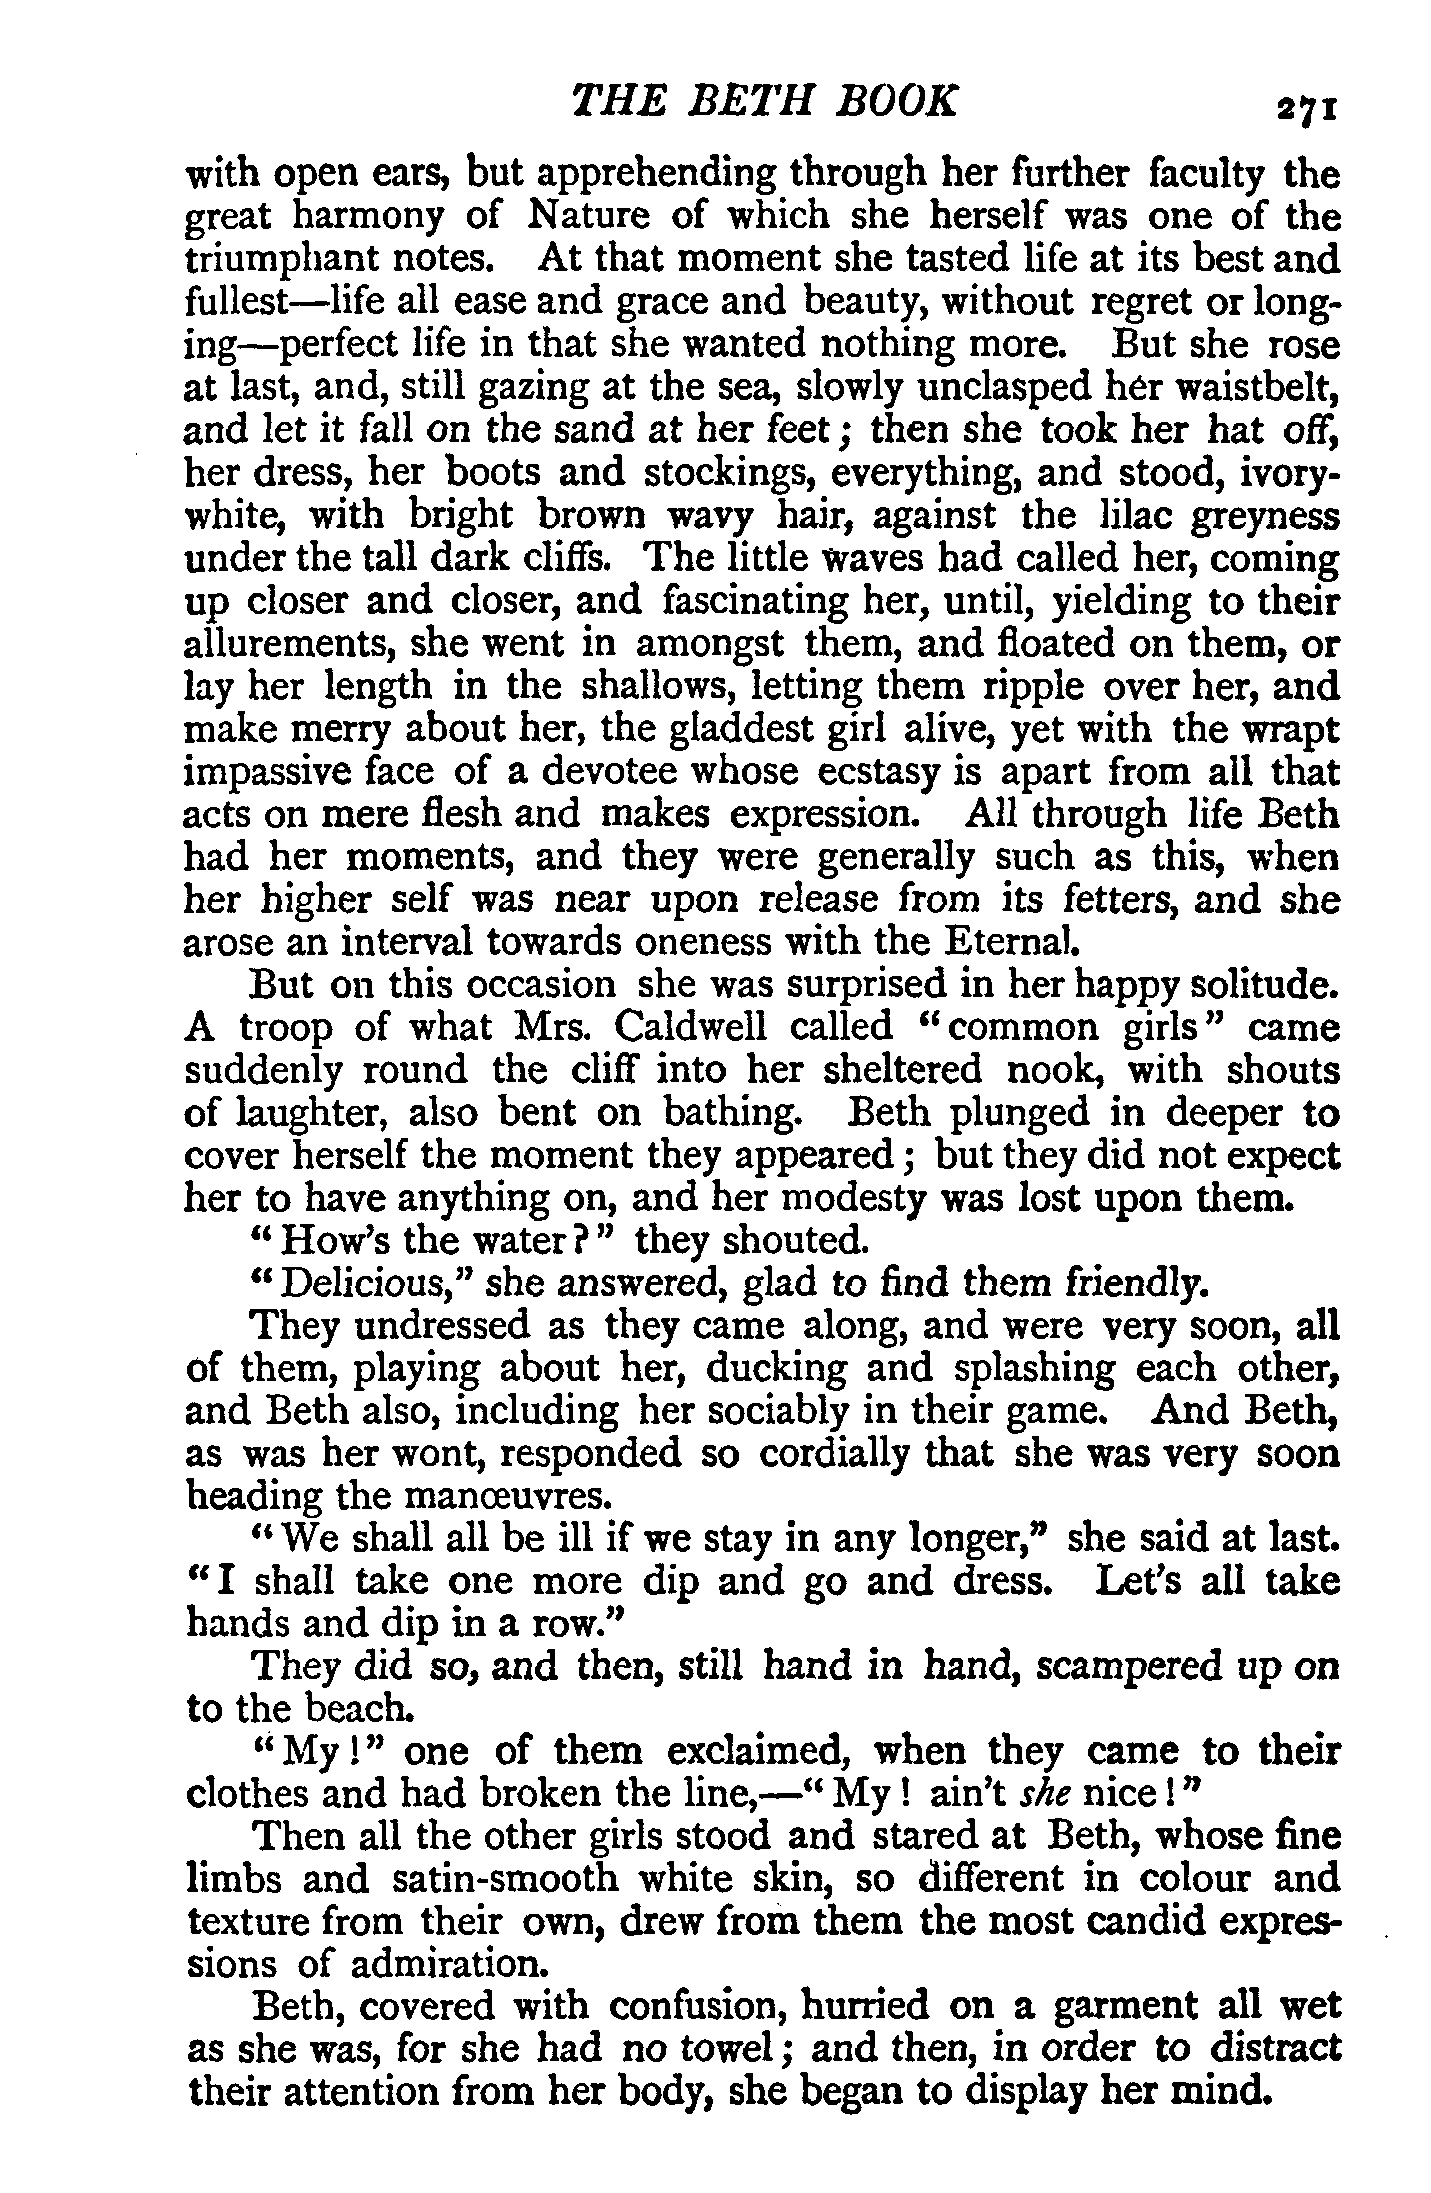 THE BETH BOOK 271
with open ears, but apprehending through her further faculty the
great harmony of Nature of which she herself was one of the
triumphant notes. At that moment she tasted life at its best and
fullest—life all ease and grace and beauty, without regret or long-
ing—perfect life in that she wanted nothing more. But she rose
at last, and, still gazing at the sea, slowly unclasped her waistbelt,
and let it fall on the sand at her feet; then she took her hat off,
her dress, her boots and stockings, everything, and stood, ivory-
white, with bright brown wavy hair, against the lilac greyness
under the tall dark cliffs. The little waves had called her, coming
up closer and closer, and fascinating her, until, yielding to their
allurements, she went in amongst them, and floated on them, or
lay her length in the shallows, letting them ripple over her, and
make merry about her, the gladdest girl alive, yet with the wrapt
impassive face of a devotee whose ecstasy is apart from all that
acts on mere flesh and makes expression. All through life Beth
had her moments, and they were generally such as this, when
her higher self was near upon release from its fetters, and she
arose an interval towards oneness with the Eternal.
But on this occasion she was surprised in her happy solitude.
A troop of what Mrs. Caldwell called "common girls" came
suddenly round the cliff into her sheltered nook, with shouts
of laughter, also bent on bathing. Beth plunged in deeper to
cover herself the moment they appeared; but they did not expect
her to have anything on, and her modesty was lost upon them.
"How's the water?" they shouted.
"Delicious," she answered, glad to find them friendly.
They undressed as they came along, and were very soon, all
of them, playing about her, ducking and splashing each other,
and Beth also, including her sociably in their game. And Beth,
as was her wont, responded so cordially that she was very soon
heading the manœuvres.
"We shall all be ill if we stay in any longer," she said at last.
"I shall take one more dip and go and dress. Let's all take
hands and dip in a row."
They did so, and then, still hand in hand, scampered up on
to the beach.
"My!" one of them exclaimed, when they came to their
clothes and had broken the line,—"My! ain't she nice!"
Then all the other girls stood and stared at Beth, whose fine
limbs and satin-smooth white skin, so different in colour and
texture from their own, drew from them the most candid expres-
sions of admiration.
Beth, covered with confusion, hurried on a garment all wet
as she was, for she had no towel; and then, in order to distract
their attention from her body, she began to display her mind.